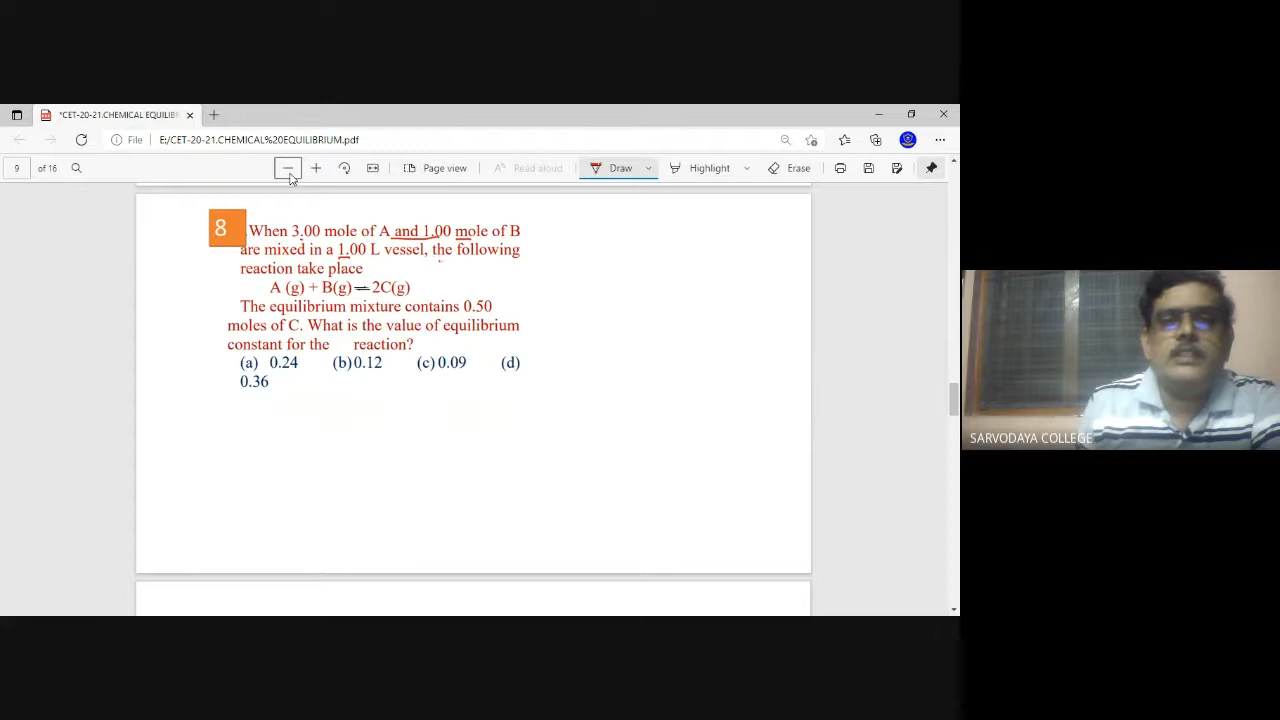 *CET-20-21.CHEMICAL EQUILIBR
File E:/CET-20-21.CHEMICAL%20EQUILIBRIUM.pdf
9 of 16 Page view Read aloud Draw Highlight Erase
8 .When 3.00 mole of A and 1.00 mole of B
are mixed in a 1.00 L vessel, the following
reaction take place
A (g) + B(g) ═ 2C(g)
The equilibrium mixture contains 0.50
moles of C. What is the value of equilibrium
constant for the reaction?
(a) 0.24 (b) 0.12 (c) 0.09 (d)
0.36
SARVODAYA COLLEGE